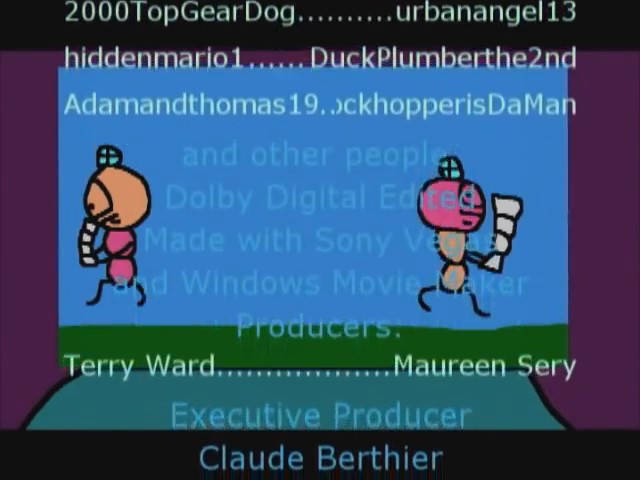 2000TopGearDog..........urbanangel13
hiddenmario1...... DuckPlumberthe2nd
Adamandthomas19..ockhopperisDaMan
and other people
Dolby Digital Edited
Made with Sony Vegas
and Windows Movie Maker
Producers:
Terry Ward..................Maureen Sery
Executive Producer
Claude Berthier